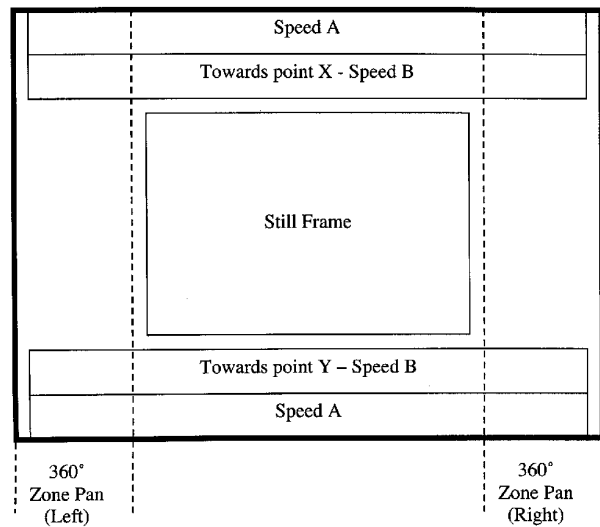 Speed A
Towards point X - Speed B
Still Frame
Towards point Y – Speed B
Speed A
360°
Zone Pan
(Left)
360°
Zone Pan
(Right)